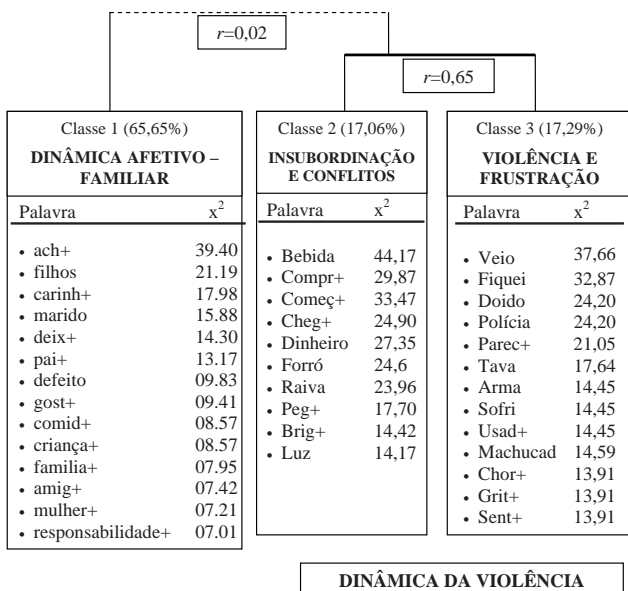 r=0,02
r=0,65
Classe 1 (65,65%)
DINÂMICA AFETIVO –
FAMILIAR
Palavra x²
• ach+ 39.40
• filhos 21.19
• carinh+ 17.98
• marido 15.88
• deix+ 14.30
• pai+ 13.17
• defeito 09.83
• gost+ 09.41
• comid+ 08.57
• criança+ 08.57
• familia+ 07.95
• amig+ 07.42
• mulher+ 07.21
• responsabilidade+ 07.01
Classe 2 (17,06%)
INSUBORDINAÇÃO
E CONFLITOS
Palavra x²
• Bebida 44,17
• Compr+ 29,87
• Começ+ 33,47
• Cheg+ 24,90
• Dinheiro 27,35
• Forró 24,6
• Raiva 23,96
• Peg+ 17,70
• Brig+ 14,42
• Luz 14,17
Classe 3 (17,29%)
VIOLÊNCIA E
FRUSTRAÇÃO
Palavra x²
• Veio 37,66
• Fiquei 32,87
• Doido 24,20
• Polícia 24,20
• Parec+ 21,05
• Tava 17,64
• Arma 14,45
• Sofri 14,45
• Usad+ 14,45
• Machucad 14,59
• Chor+ 13,91
• Grit+ 13,91
• Sent+ 13,91
DINÂMICA DA VIOLÊNCIA